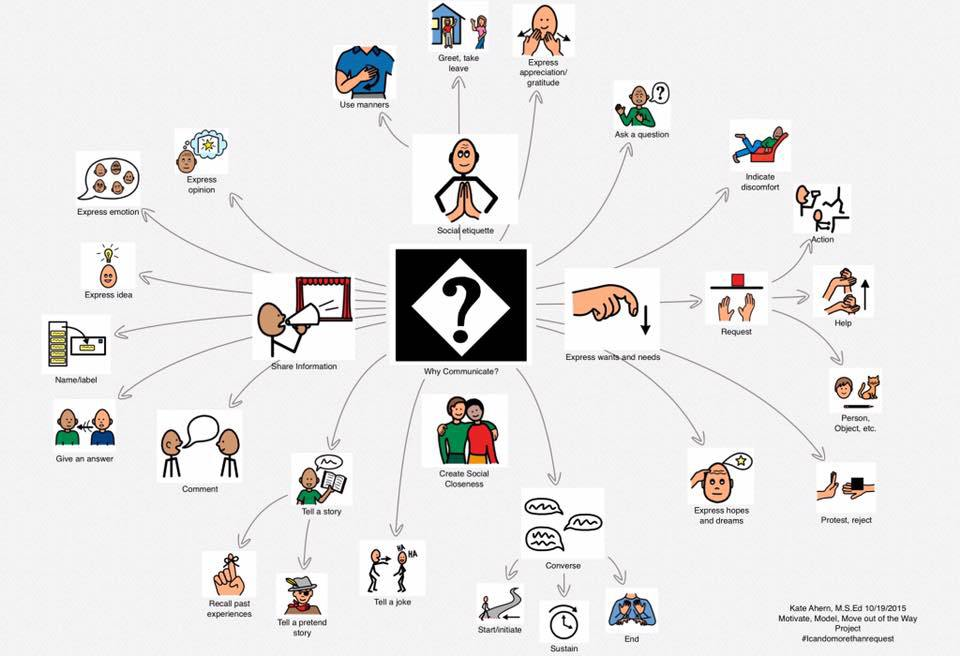 Greet, take
leave
Express
appreciation/
gratitude
Use manners
?
Ask a question
Indicate
discomfort
Express
opinion
Express emotion
Social etiquette
Action
Express idea
?
Request
Help
Share Information
Express wants and needs
Why Communicate?
Name/label
Person,
Object, etc.
Give an answer
Comment
Create Social
Closeness
Tell a story
Express hopes
and dreams
Protest, reject
HA
HA
Converse
Recall past
experiences
Tell a pretend
story
Tell a joke
Start/initiate
Sustain
End
Kate Ahern, M.S.Ed 10/19/2015
Motivate, Model, Move out of the Way
Project
#Icandomorethanrequest